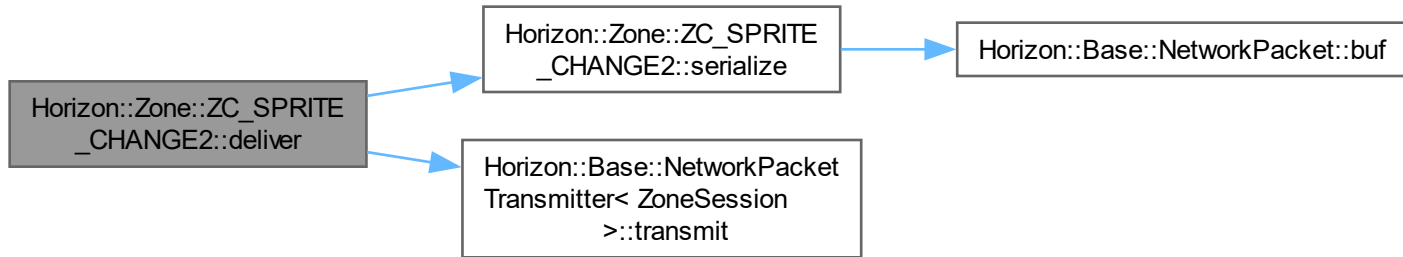 Horizon::Zone::ZC_SPRITE
_CHANGE2::deliver
Horizon::Zone::ZC_SPRITE
_CHANGE2::serialize
Horizon::Base::NetworkPacket::buf
Horizon::Base::NetworkPacket
Transmitter< ZoneSession
>::transmit